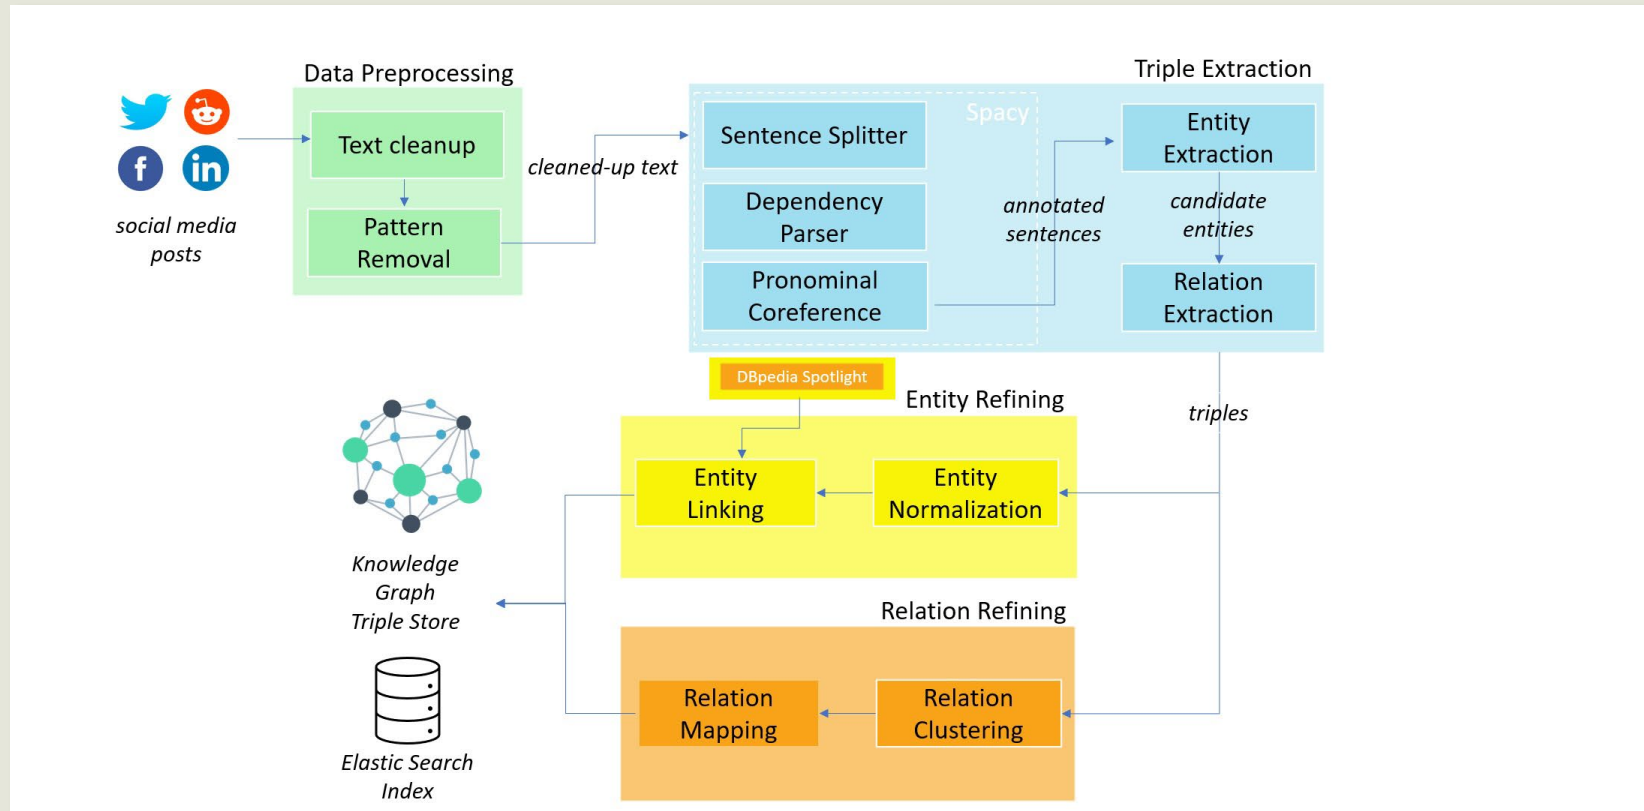 Data Preprocessing
Text cleanup
Pattern
Removal
social media
posts
cleaned-up text
Triple Extraction
Spacy
Sentence Splitter
Dependency
Parser
Pronominal
Coreference
annotated
sentences
Entity
Extraction
candidate
entities
Relation
Extraction
triples
DBpedia Spotlight
Entity Refining
Entity
Linking
Entity
Normalization
Relation Refining
Relation
Mapping
Relation
Clustering
Knowledge
Graph
Triple Store
Elastic Search
Index